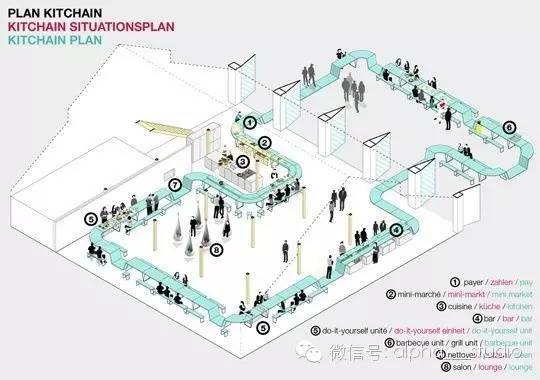 PLAN KITCHAIN
KITCHAIN SITUATIONSPLAN
KITCHAIN PLAN
1
2
3
6
7
5
8
4
5
1 payer / zahlen / pay
2 mini-marché / mini-markt / mini market
3 cuisine / küche / kitchen
4 bar / bar / bar
5 do-it-yourself unité / do-it-yourself einheit / do-it-yourself unit
6 barbecue unit / grill unit / barbecue unit
7 nettoyer
8 salon / lounge / lounge
微信号: alpha